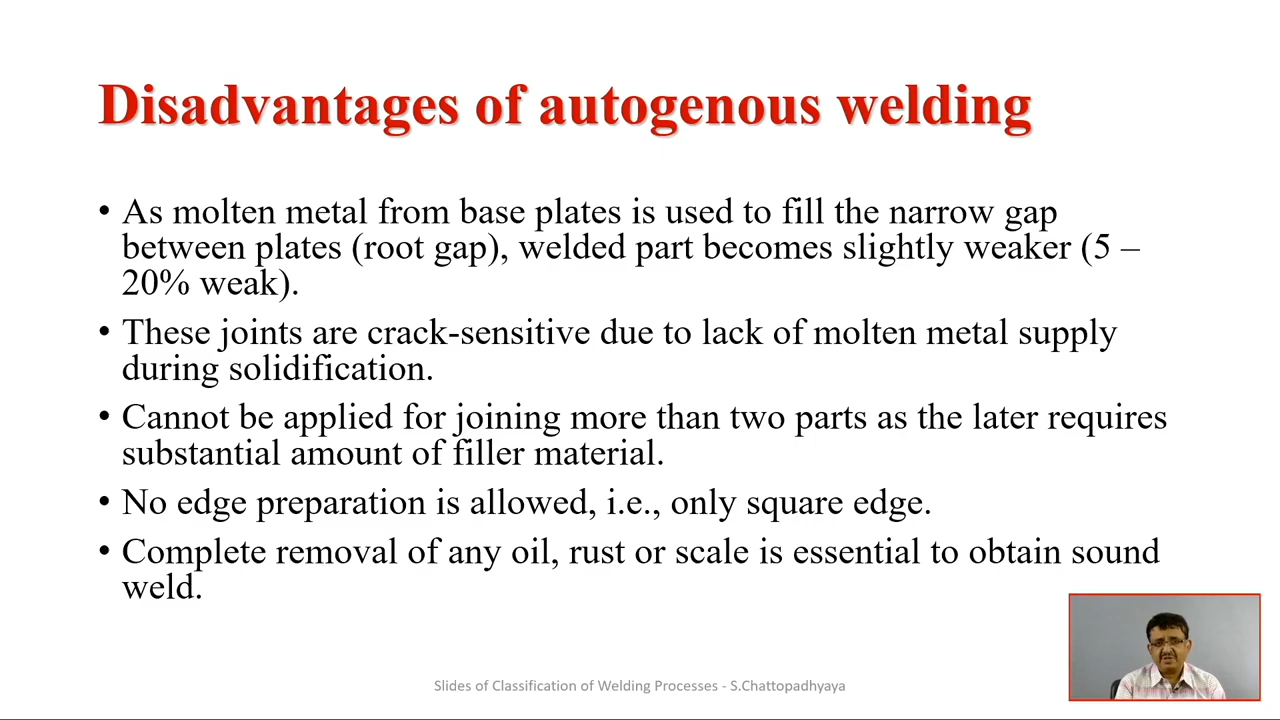 Disadvantages of autogenous welding
• As molten metal from base plates is used to fill the narrow gap
between plates (root gap), welded part becomes slightly weaker (5 –
20% weak).
• These joints are crack-sensitive due to lack of molten metal supply
during solidification.
• Cannot be applied for joining more than two parts as the later requires
substantial amount of filler material.
• No edge preparation is allowed, i.e., only square edge.
• Complete removal of any oil, rust or scale is essential to obtain sound
weld.
Slides of Classification of Welding Processes - S.Chattopadhyaya